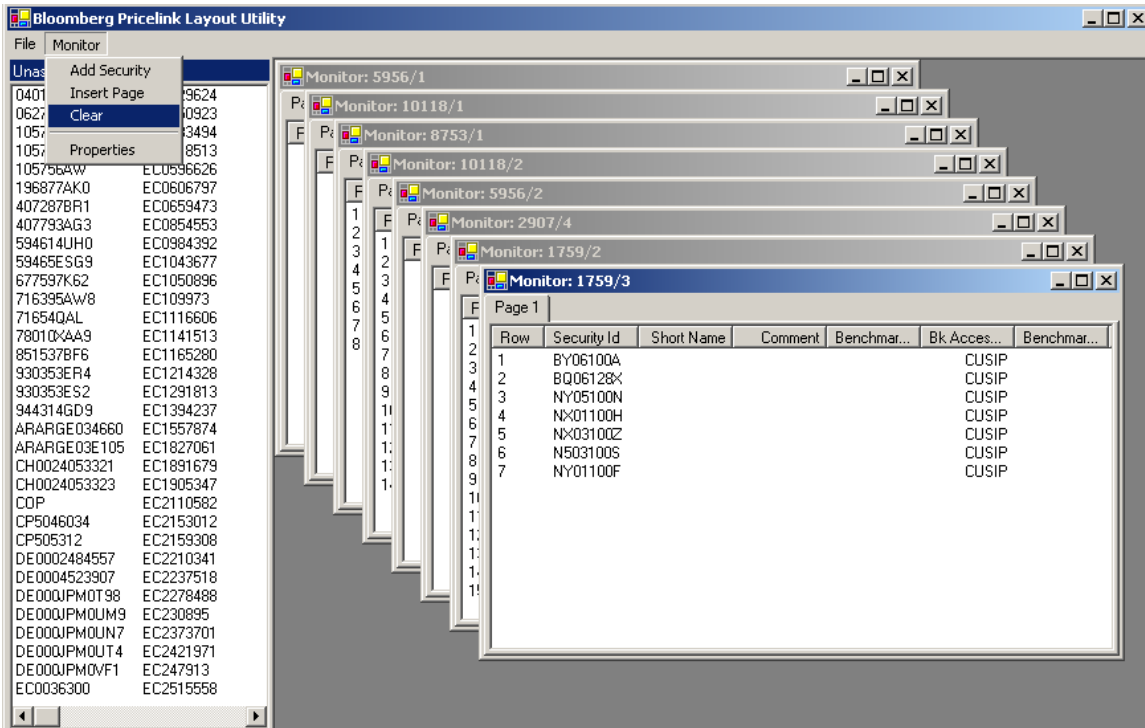 Bloomberg Pricelink Layout Utility
File Monitor
Add Security
Insert Page
Clear
Properties
105756AW EC0596626
196877AK0 EC0606797
407287BR1 EC0659473
407793AG3 EC0854553
594614UH0 EC0984392
59465ESG9 EC1043677
677597K62 EC1050896
716395AW8 EC109973
71654QAL EC1116606
78010XAA9 EC1141513
851537BF6 EC1165280
930353ER4 EC1214328
930353ES2 EC1291813
944314GD9 EC1394237
ARARGE034660 EC1557874
ARARGE03E105 EC1827061
CH0024053321 EC1891679
CH0024053323 EC1905347
COP EC2110582
CP5046034 EC2153012
CP505312 EC2159308
DE0002484557 EC2210341
DE0004523907 EC2237518
DE000JPM0T98 EC2278488
DE000JPM0UM9 EC230895
DE000JPM0UN7 EC2373701
DE000JPM0UT4 EC2421971
DE000JPM0VF1 EC247913
EC0036300 EC2515558
Monitor: 5956/1
Monitor: 10118/1
Monitor: 8753/1
Monitor: 10118/2
Monitor: 5956/2
Monitor: 2907/4
Monitor: 1759/2
Monitor: 1759/3
Page 1
Row Security Id Short Name Comment Benchmar... Bk Acces... Benchmar...
1 BY06100A CUSIP
2 BQ06128X CUSIP
3 NY05100N CUSIP
4 NX01100H CUSIP
5 NX03100Z CUSIP
6 N503100S CUSIP
7 NY01100F CUSIP